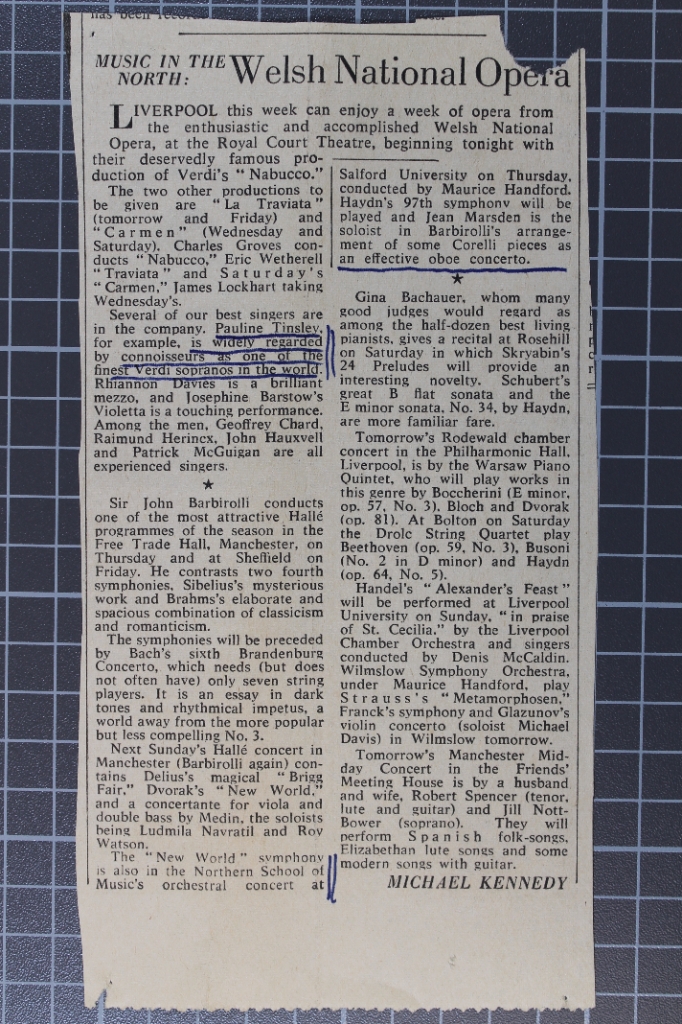 MUSIC IN THE
NORTH:
Welsh National Opera
LIVERPOOL this week can enjoy a week of opera from
the enthusiastic and accomplished Welsh National
Opera, at the Royal Court Theatre, beginning tonight with
their deservedly famous pro-
duction of Verdi's "Nabucco."
The two other productions to
be given are "La Traviata"
(tomorrow and Friday) and
"Carmen" (Wednesday and
Saturday). Charles Groves con-
ducts "Nabucco," Eric Wetherell
"Traviata" and Saturday's
"Carmen," James Lockhart taking
Wednesday's.
Several of our best singers are
in the company. Pauline Tinsley,
for example, is widely regarded
by connoisseurs as one of the
finest Verdi sopranos in the world.
Rhiannon Davies is a brilliant
mezzo, and Josephine Barstow's
Violetta is a touching performance.
Among the men, Geoffrey Chard,
Raimund Herincx, John Hauxvell
and Patrick McGuigan are all
experienced singers.
★
Sir John Barbirolli conducts
one of the most attractive Hallé
programmes of the season in the
Free Trade Hall, Manchester, on
Thursday and at Sheffield on
Friday. He contrasts two fourth
symphonies, Sibelius's mysterious
work and Brahms's elaborate and
spacious combination of classicism
and romanticism.
The symphonies will be preceded
by Bach's sixth Brandenburg
Concerto, which needs (but does
not often have) only seven string
players. It is an essay in dark
tones and rhythmical impetus, a
world away from the more popular
but less compelling No. 3.
Next Sunday's Hallé concert in
Manchester (Barbirolli again) con-
tains Delius's magical "Brigg
Fair," Dvorak's "New World,"
and a concertante for viola and
double bass by Medin, the soloists
being Ludmila Navratil and Roy
Watson.
The "New World" symphony
is also in the Northern School of
Music's orchestral concert at
Salford University on Thursday,
conducted by Maurice Handford.
Haydn's 97th symphony will be
played and Jean Marsden is the
soloist in Barbirolli's arrange-
ment of some Corelli pieces as
an effective oboe concerto.
★
Gina Bachauer, whom many
good judges would regard as
among the half-dozen best living
pianists, gives a recital at Rosehill
on Saturday in which Skryabin's
24 Preludes will provide an
interesting novelty. Schubert's
great B flat sonata and the
E minor sonata, No. 34, by Haydn,
are more familiar fare.
Tomorrow's Rodewald chamber
concert in the Philharmonic Hall,
Liverpool, is by the Warsaw Piano
Quintet, who will play works in
this genre by Boccherini (E minor,
op. 57, No. 3), Bloch and Dvorak
(op. 81). At Bolton on Saturday
the Drolc String Quartet play
Beethoven (op. 59, No. 3), Busoni
(No. 2 in D minor) and Haydn
(op. 64, No. 5).
Handel's "Alexander's Feast"
will be performed at Liverpool
University on Sunday, "in praise
of St. Cecilia," by the Liverpool
Chamber Orchestra and singers
conducted by Denis McCaldin.
Wilmslow Symphony Orchestra,
under Maurice Handford, play
Strauss's "Metamorphosen,"
Franck's symphony and Glazunov's
violin concerto (soloist Michael
Davis) in Wilmslow tomorrow.
Tomorrow's Manchester Mid-
day Concert in the Friends'
Meeting House is by a husband
and wife, Robert Spencer (tenor,
lute and guitar) and Jill Nott-
Bower (soprano). They will
perform Spanish folk-songs,
Elizabethan lute songs and some
modern songs with guitar.
MICHAEL KENNEDY